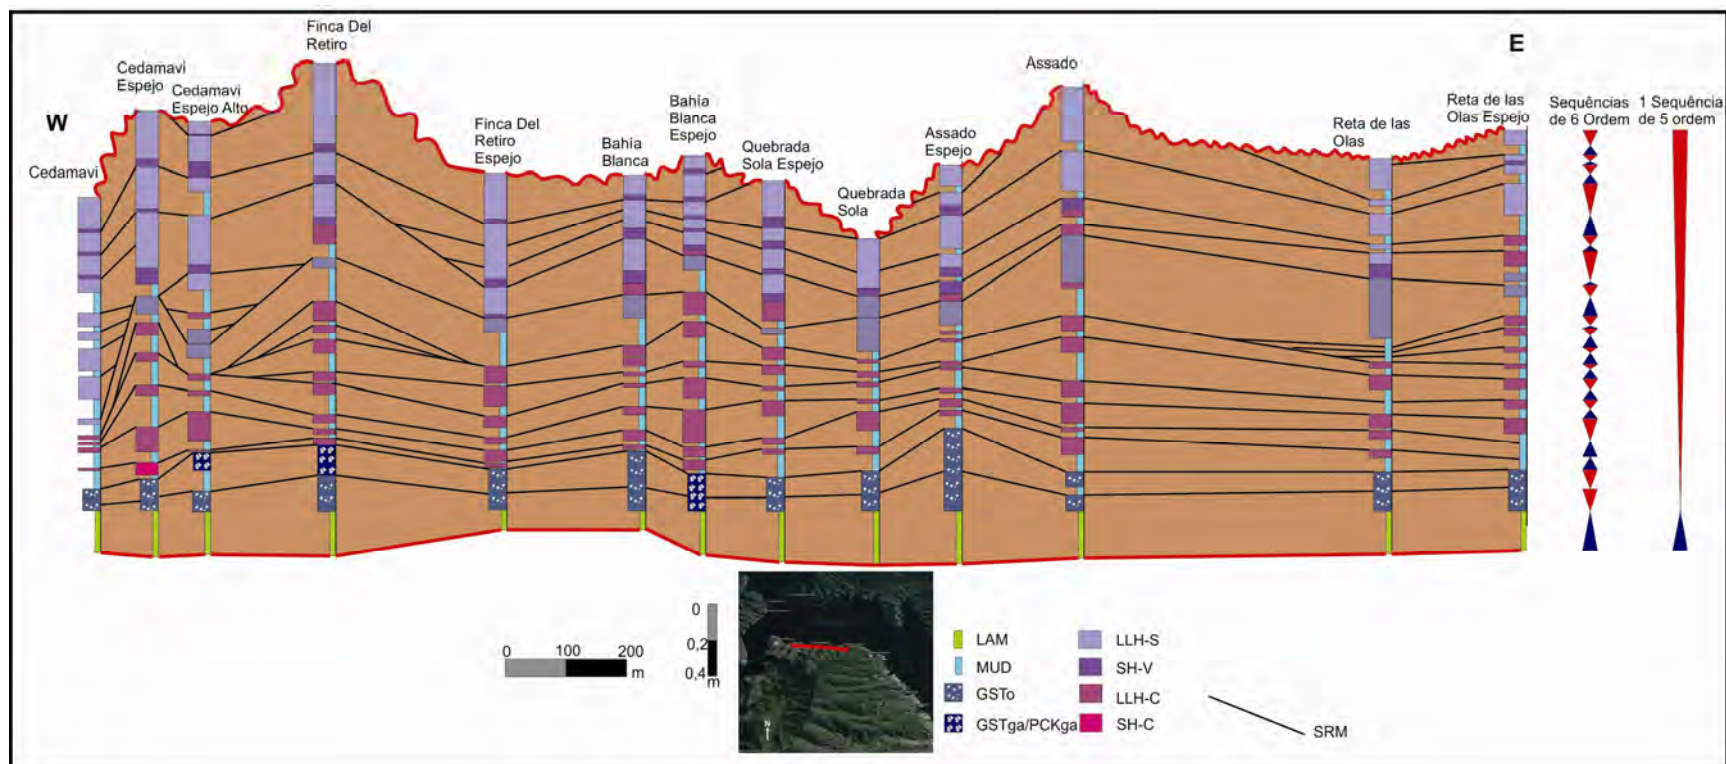 W
Cedamavi
Cedamavi
Espejo
Cedamavi
Espejo Alto
Finca Del
Retiro
Finca Del
Retiro
Espejo
Bahía
Blanca
Bahía
Blanca
Espejo
Quebrada
Sola Espejo
Quebrada
Sola
Assado
Espejo
Assado
Reta de las
Olas
E
Reta de las
Olas Espejo
Sequências
de 6 Ordem
1 Sequência
de 5 ordem
0
100
200
m
0
0,2
0,4
m
N
LAM
MUD
GSTo
GSTga/PCKga
LLH-S
SH-V
LLH-C
SH-C
SRM